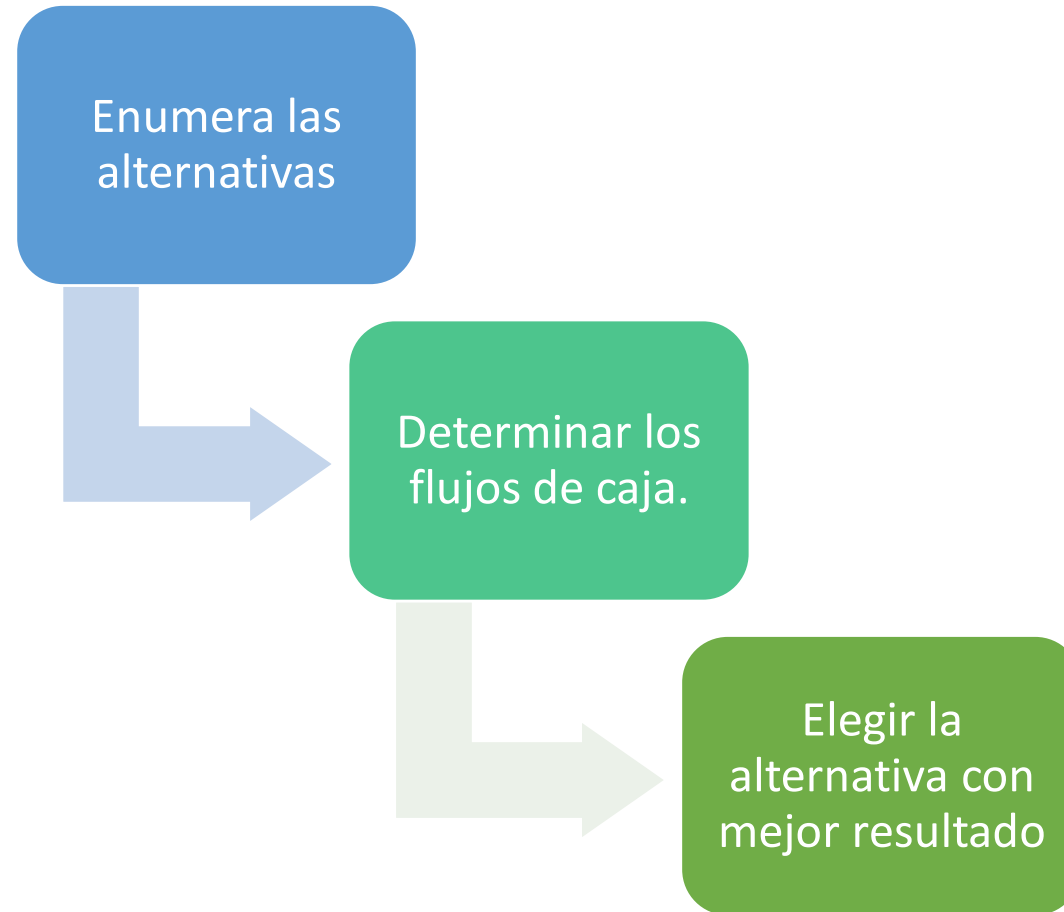 Enumera las
alternativas
Determinar los
flujos de caja.
Elegir la
alternativa con
mejor resultado